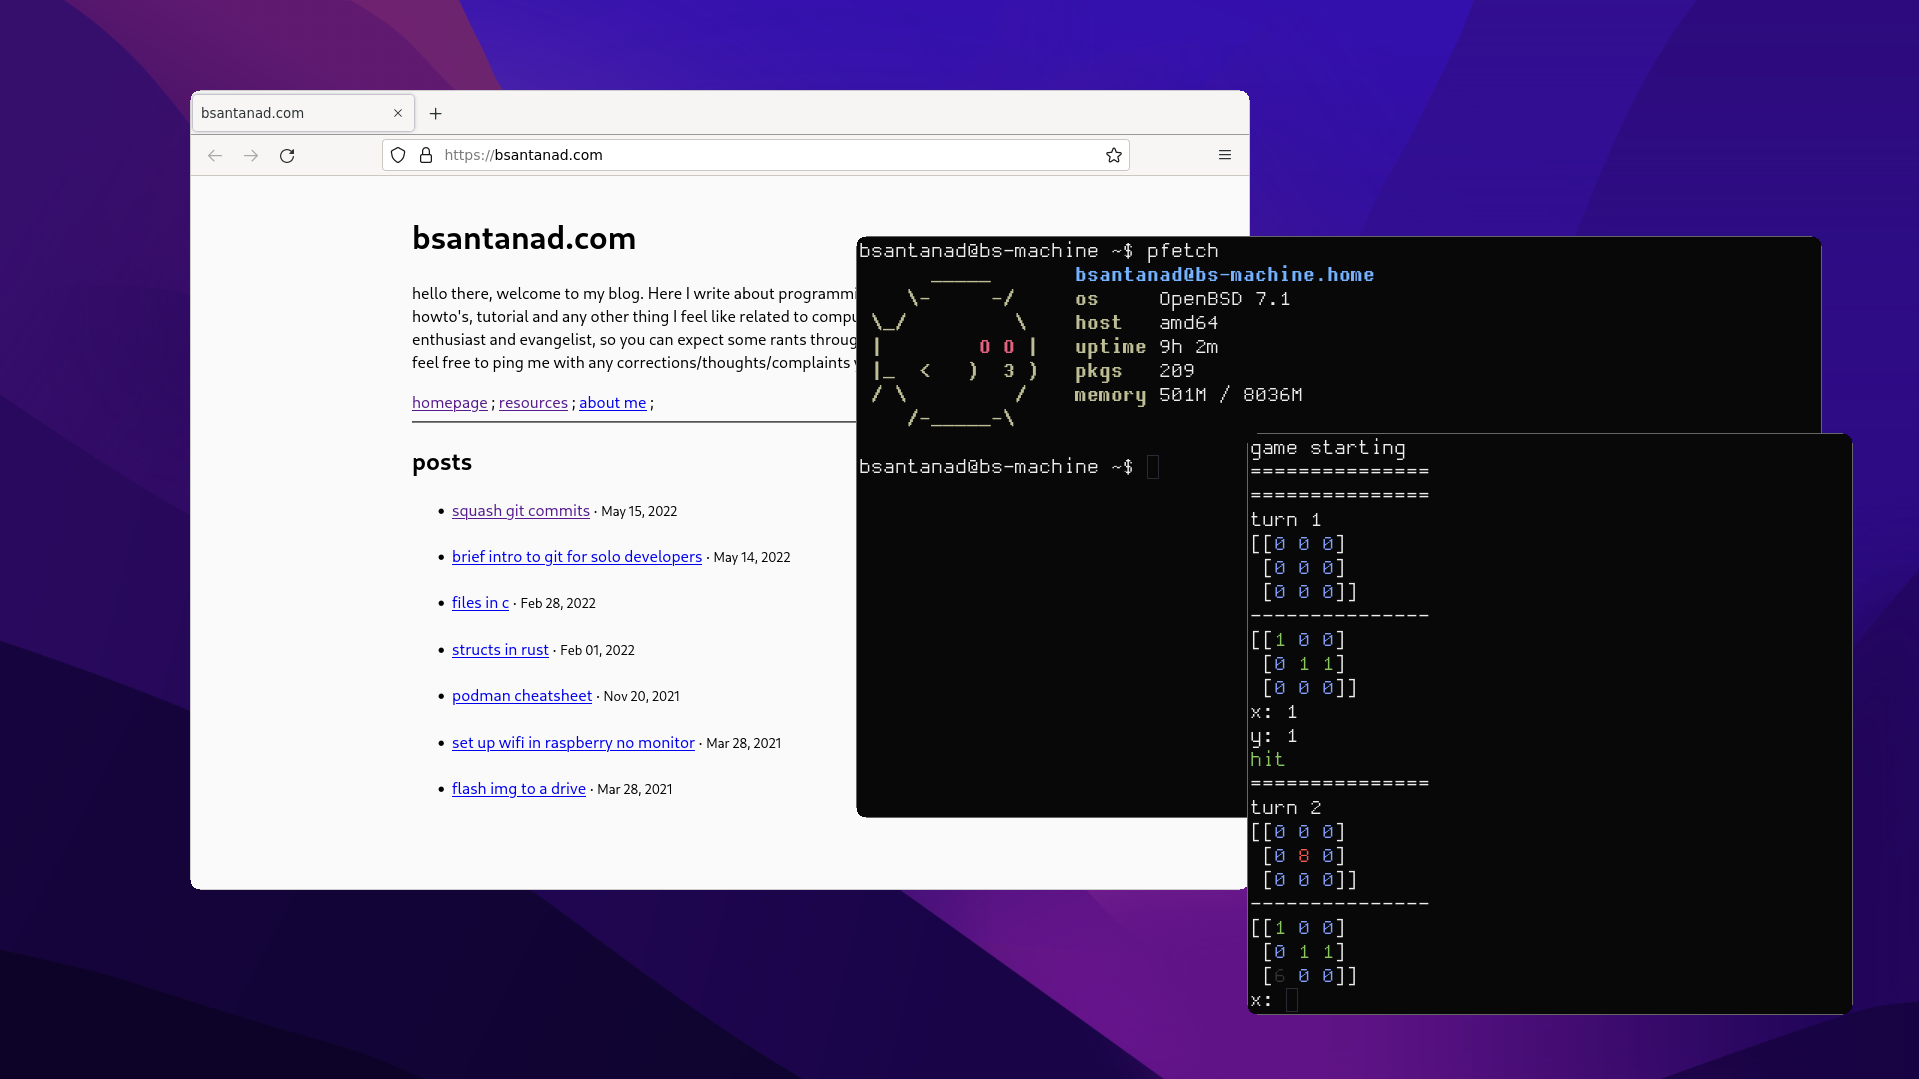 bsantanad.com
https://bsantanad.com
bsantanad.com
hello there, welcome to my blog. Here I write about programmi
howto's, tutorial and any other thing I feel like related to compu
enthusiast and evangelist, so you can expect some rants throug
feel free to ping me with any corrections/thoughts/complaints
homepage ; resources ; about me ;
posts
• squash git commits · May 15, 2022
• brief intro to git for solo developers · May 14, 2022
• files in c · Feb 28, 2022
• structs in rust · Feb 01, 2022
• podman cheatsheet · Nov 20, 2021
• set up wifi in raspberry no monitor · Mar 28, 2021
• flash img to a drive · Mar 28, 2021
bsantanad@bs-machine ~$ pfetch
      _____       bsantanad@bs-machine.home
    \-     -/     os     OpenBSD 7.1
 \_/         \    host   amd64
 |        O O |   uptime 9h 2m
 |_  <   )  3 )   pkgs   209
 / \         /    memory 501M / 8036M
    /-_____-\
bsantanad@bs-machine ~$
game starting
===============
===============
turn 1
[[0 0 0]
 [0 0 0]
 [0 0 0]]
---------------
[[1 0 0]
 [0 1 1]
 [0 0 0]]
x: 1
y: 1
hit
===============
turn 2
[[0 0 0]
 [0 8 0]
 [0 0 0]]
---------------
[[1 0 0]
 [0 1 1]
 [6 0 0]]
x: